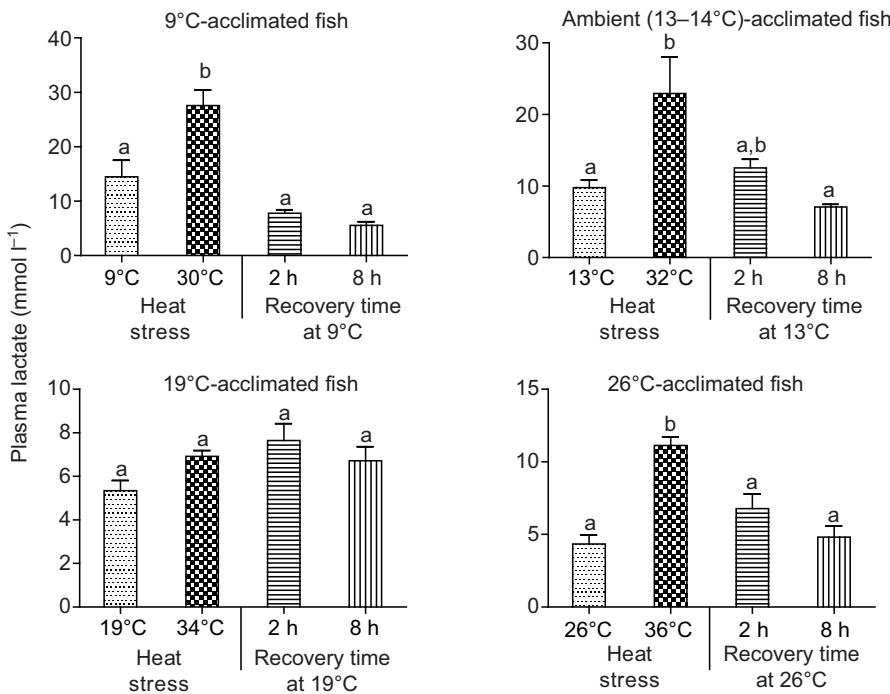 9°C-acclimated fish
Ambient (13–14°C)-acclimated fish
Plasma lactate (mmol l⁻¹)
40
30
20
10
0
a
b
a
a
9°C
30°C
2 h
8 h
Heat stress
Recovery time at 9°C
30
20
10
0
a
b
a,b
a
13°C
32°C
2 h
8 h
Heat stress
Recovery time at 13°C
19°C-acclimated fish
10
8
6
4
2
0
a
a
a
a
19°C
34°C
2 h
8 h
Heat stress
Recovery time at 19°C
26°C-acclimated fish
15
10
5
0
a
b
a
a
26°C
36°C
2 h
8 h
Heat stress
Recovery time at 26°C